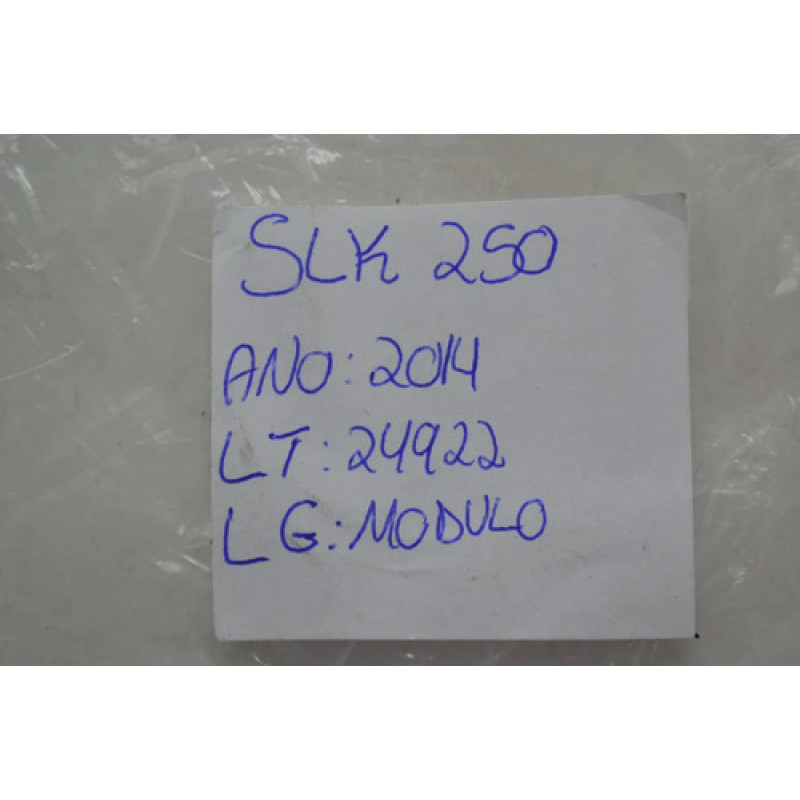 SLK 250
ANO: 2014
LT: 24922
LG: MODULO